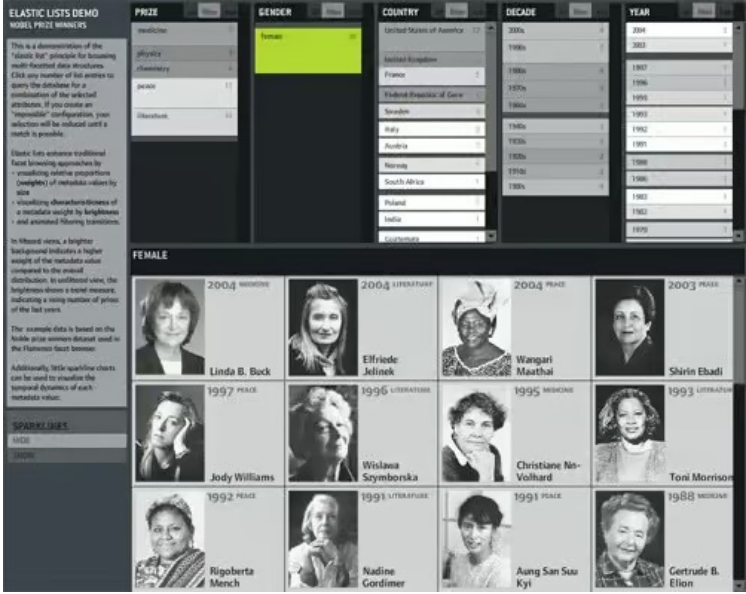 ELASTIC LISTS DEMO
NOBEL PRIZE WINNERS
This is a demonstration of the
"elastic list" principle for browsing
multi-facetted data structures.
Click any number of list entries to
query the database for a
combination of the selected
attributes. If you create an
"impossible" configuration, your
selection will be reduced until a
match is possible.
Elastic lists enhance traditional
facet browsing approaches by
- visualizing relative proportions
(weights) of metadata values by
size
- visualizing characteristicness of
a metadata weight by brightness
- and animated filtering transitions.
In filtered views, a brighter
background indicates a higher
weight of the metadata value
compared to the overall
distribution. In unfiltered view, the
brightness shows a trend measure,
indicating a rising number of prizes
of the last years.
The example data is based on the
Noble prize winners dataset used in
the Flamenco facet browser.
Additionally, little sparkline charts
can be used to visualize the
temporal dynamics of each
metadata value.
SPARKLINES
HIDE
SHOW
PRIZE
medicine
physics
chemistry
peace
literature
GENDER
female
COUNTRY
United States of America
United Kingdom
France
Federal Republic of
Sweden
Italy
Austria
Norway
South Africa
Poland
India
Guatemala
DECADE
2000s
1990s
1980s
1970s
1960s
1940s
1930s
1920s
1910s
1900s
YEAR
2004
2003
1997
1996
1995
1993
1992
1991
1988
1986
1983
1982
1979
FEMALE
2004 MEDICINE
Linda B. Buck
2004 LITERATURE
Elfriede
Jelinek
2004 PEACE
Wangari
Maathai
2003 PEACE
Shirin Ebadi
1997 PEACE
Jody Williams
1996 LITERATURE
Wislawa
Szymborska
1995 MEDICINE
Christiane Nn-
Volhard
1993 LITERATURE
Toni Morrison
1992 PEACE
Rigoberta
Mench
1991 LITERATURE
Nadine
Gordimer
1991 PEACE
Aung San Suu
Kyi
1988 MEDICINE
Gertrude B.
Elion